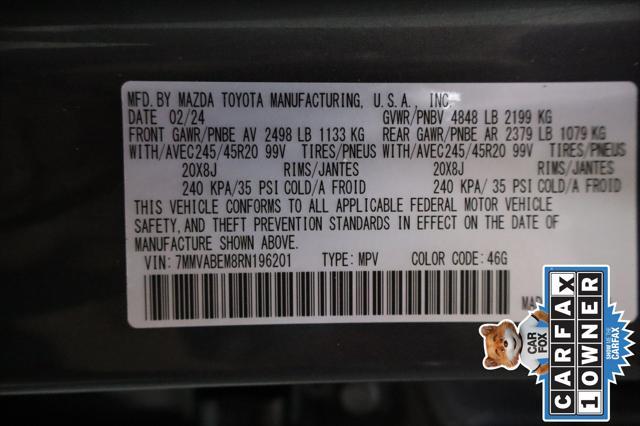 MFD. BY MAZDA TOYOTA MANUFACTURING, U.S.A., INC.
DATE 02/24 GVWR/PNBV 4848 LB 2199 KG
FRONT GAWR/PNBE AV 2498 LB 1133 KG REAR GAWR/PNBE AR 2379 LB 1079 KG
WITH/AVEC245/45R20 99V TIRES/PNEUS WITH/AVEC245/45R20 99V TIRES/PNEUS
20X8J RIMS/JANTES 20X8J RIMS/JANTES
240 KPA/35 PSI COLD/A FROID 240 KPA/ 35 PSI COLD/A FROID
THIS VEHICLE CONFORMS TO ALL APPLICABLE FEDERAL MOTOR VEHICLE
SAFETY, AND THEFT PREVENTION STANDARDS IN EFFECT ON THE DATE OF
MANUFACTURE SHOWN ABOVE.
VIN: 7MMVABEM8RN196201 TYPE: MPV COLOR CODE: 46G
MAD
CAR FOX
SHOW ME THE CARFAX
CARFAX
1 OWNER